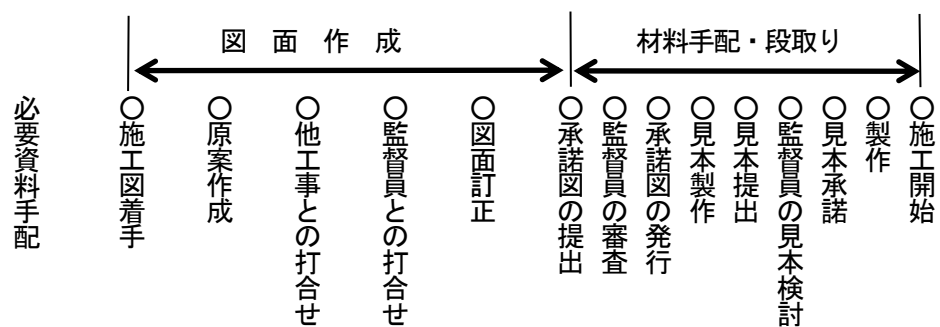 図面作成
材料手配・段取り
必要資料手配
○施工図着手
○原案作成
○他工事との打合せ
○監督員との打合せ
○図面訂正
○承諾図の提出
○監督員の審査
○承諾図の発行
○見本製作
○見本提出
○監督員の見本検討
○見本承諾
○製作
○施工開始